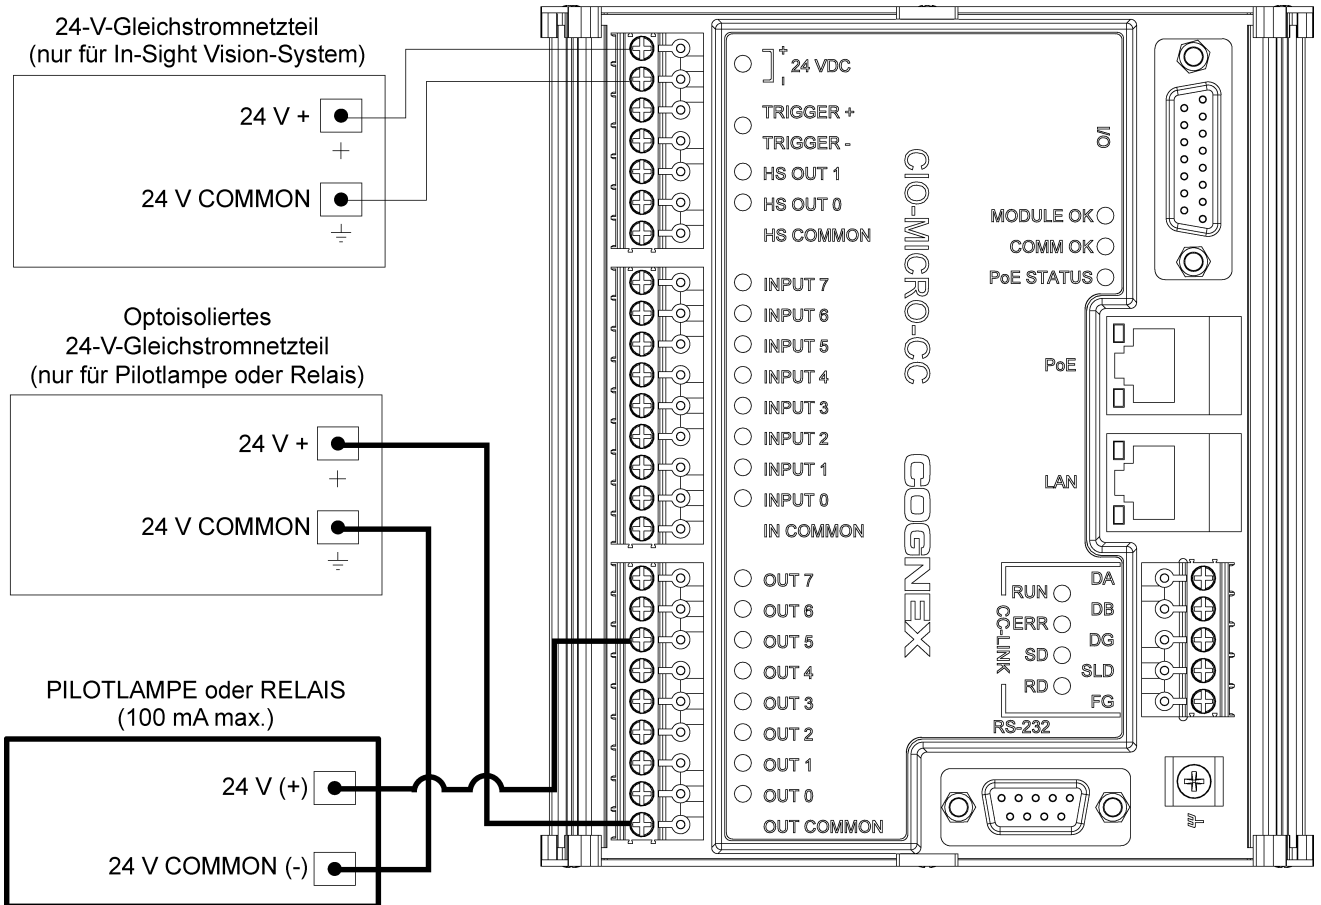 24-V-Gleichstromnetzteil
(nur für In-Sight Vision-System)
24 V +
24 V COMMON
Optoisoliertes
24-V-Gleichstromnetzteil
(nur für Pilotlampe oder Relais)
24 V +
24 V COMMON
PILOTLAMPE oder RELAIS
(100 mA max.)
24 V (+)
24 V COMMON (-)
24 VDC
TRIGGER +
TRIGGER -
HS OUT 1
HS OUT 0
HS COMMON
INPUT 7
INPUT 6
INPUT 5
INPUT 4
INPUT 3
INPUT 2
INPUT 1
INPUT 0
IN COMMON
OUT 7
OUT 6
OUT 5
OUT 4
OUT 3
OUT 2
OUT 1
OUT 0
OUT COMMON
CIO-MICRO-CC
COGNEX
I/O
MODULE OK
COMM OK
PoE STATUS
PoE
LAN
CC-LINK
RUN
ERR
SD
RD
DA
DB
DG
SLD
FG
RS-232